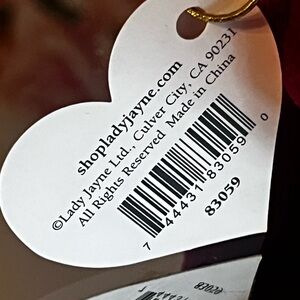 shopladyjayne.com
©Lady Jayne Ltd., Culver City, CA 90231
All Rights Reserved Made in China
7 44431 83059 0
83059